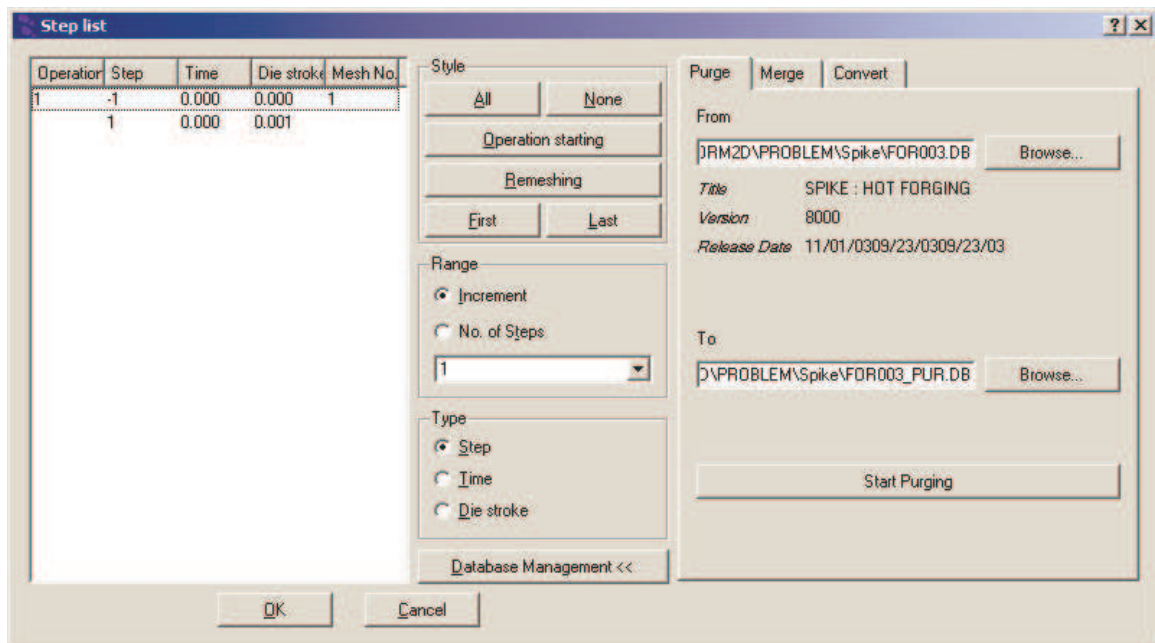 Step list
Operation Step Time Die stroke Mesh No.
1 -1 0.000 0.000 1
1 0.000 0.001
Style
All None
Operation starting
Remeshing
First Last
Range
Increment
No. of Steps
1
Type
Step
Time
Die stroke
Database Management <<
OK Cancel
Purge Merge Convert
From
ORM2D\PROBLEM\Spike\FOR003.DB Browse...
Title SPIKE : HOT FORGING
Version 8000
Release Date 11/01/0309/23/0309/23/03
To
D\PROBLEM\Spike\FOR003_PUR.DB Browse...
Start Purging